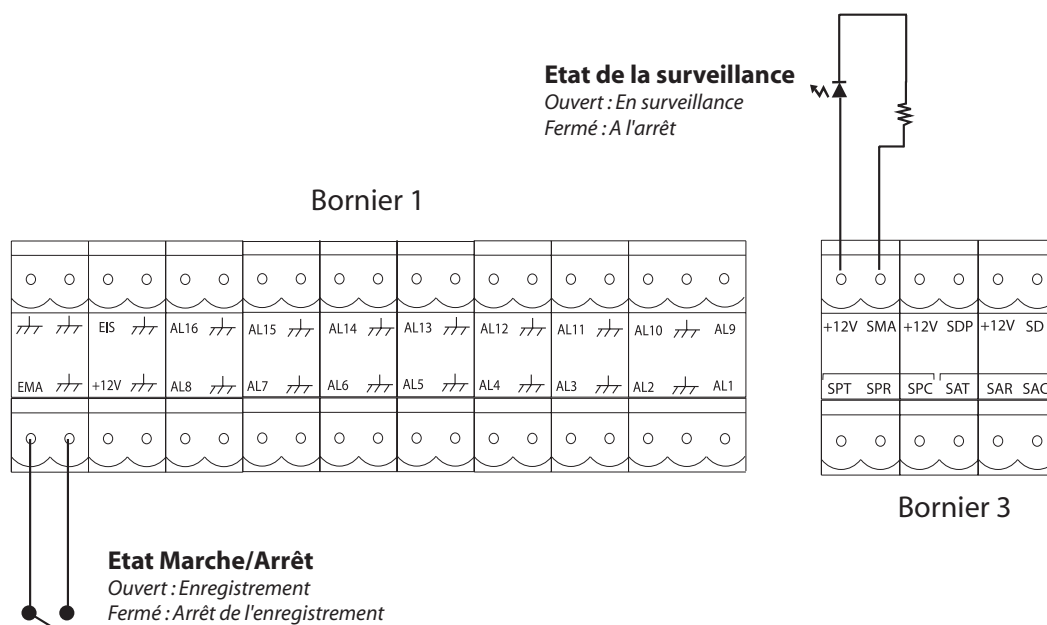 Etat de la surveillance
Ouvert : En surveillance
Fermé : A l'arrêt
Bornier 1
EIS AL16 AL15 AL14 AL13 AL12 AL11 AL10 AL9
EMA +12V AL8 AL7 AL6 AL5 AL4 AL3 AL2 AL1
+12V SMA +12V SDP +12V SD
SPT SPR SPC SAT SAR SAC
Bornier 3
Etat Marche/Arrêt
Ouvert : Enregistrement
Fermé : Arrêt de l'enregistrement